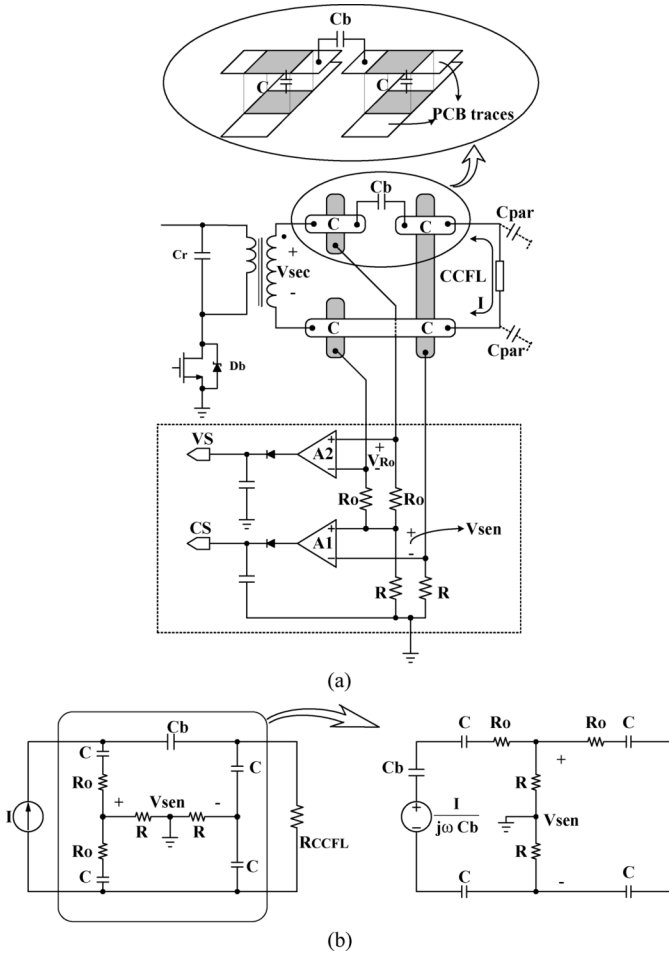 Cb
C
C
PCB traces
Cb
Cpar
Cr
Vsec
+
-
C
C
CCFL
I
C
C
Cpar
Db
VS
A2
+
-
+
VRo
-
Ro
Ro
CS
A1
+
-
+
-
Vsen
R
R
(a)
Cb
C
C
Ro
I
+
Vsen
-
R
R
RCCFL
Ro
C
C
C
Ro
Ro
C
Cb
+
R
+
-
I
jω Cb
Vsen
R
C
-
C
(b)